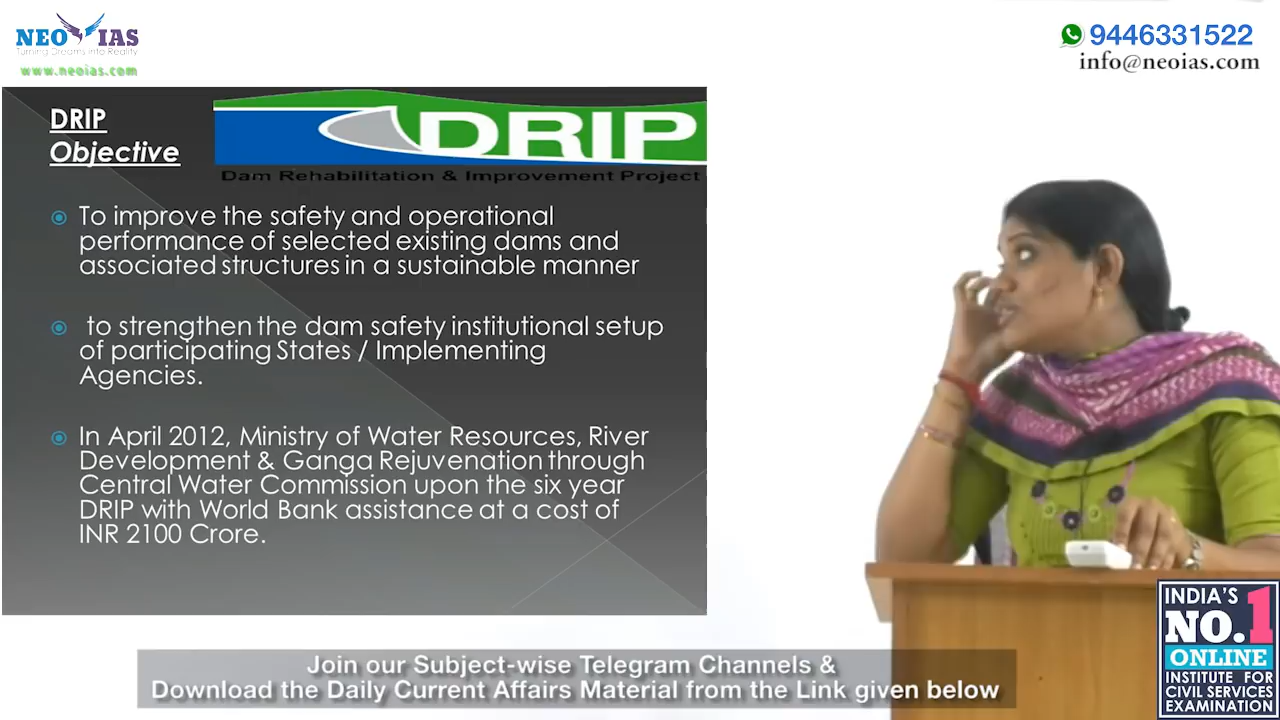 NEO IAS
Turning Dreams into Reality
www.neoias.com
9446331522
info@neoias.com
DRIP
Objective
DRIP
Dam Rehabilitation & Improvement Project
To improve the safety and operational
performance of selected existing dams and
associated structures in a sustainable manner
to strengthen the dam safety institutional setup
of participating States / Implementing
Agencies.
In April 2012, Ministry of Water Resources, River
Development & Ganga Rejuvenation through
Central Water Commission upon the six year
DRIP with World Bank assistance at a cost of
INR 2100 Crore.
Join our Subject-wise Telegram Channels &
Download the Daily Current Affairs Material from the Link given below
INDIA'S
NO.1
ONLINE
INSTITUTE FOR
CIVIL SERVICES
EXAMINATION